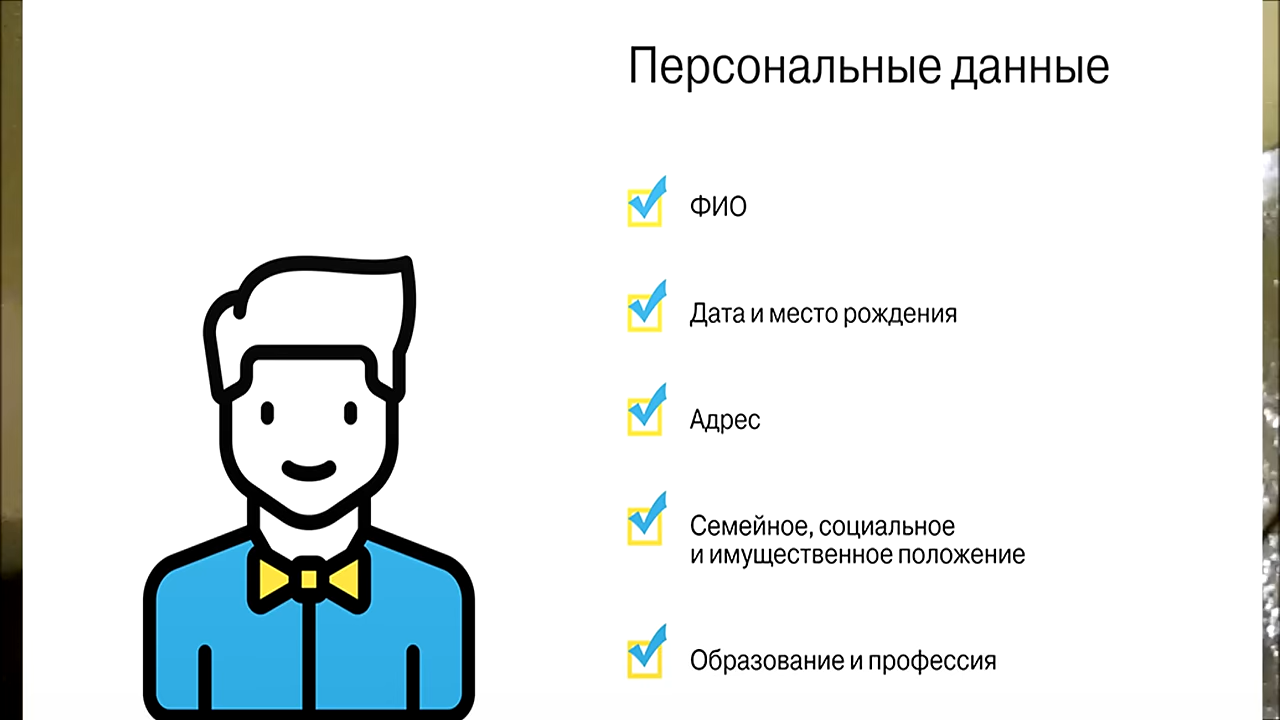 Персональные данные
ФИО
Дата и место рождения
Адрес
Семейное, социальное
и имущественное положение
Образование и профессия